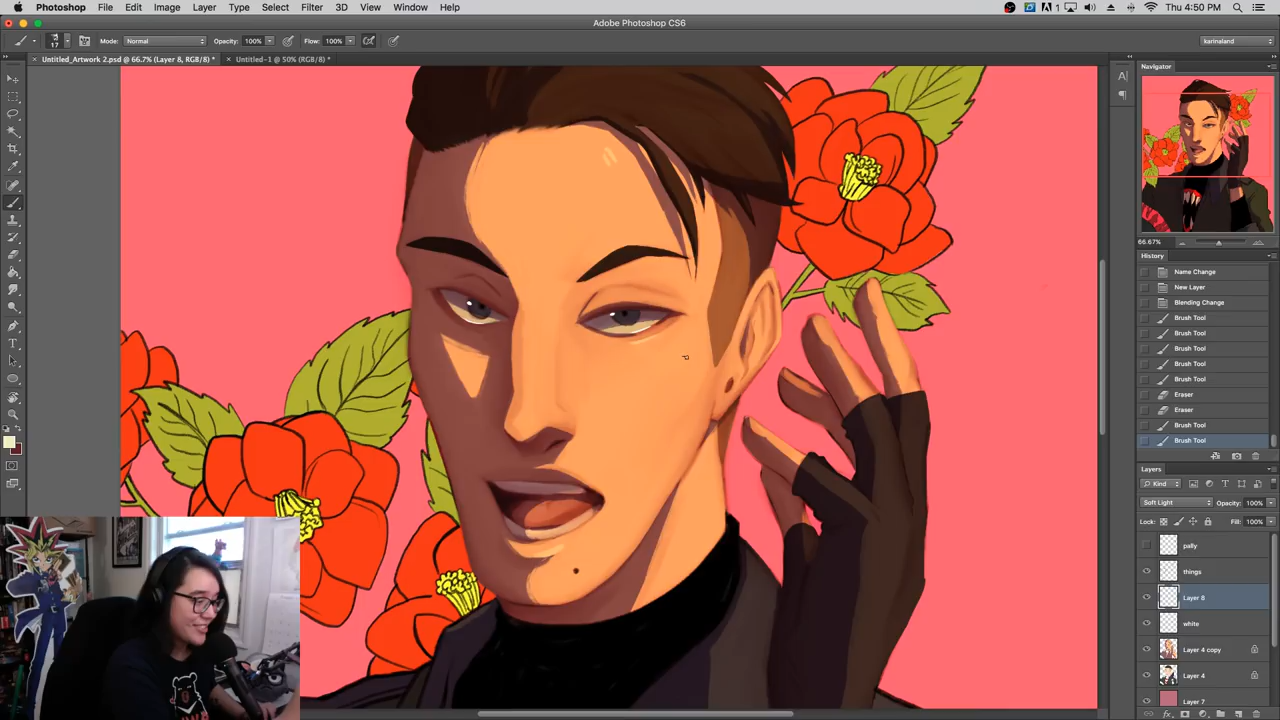 Photoshop File Edit Image Layer Type Select Filter 3D View Window Help
1 Thu 4:50 PM
Adobe Photoshop CS6
17 Mode: Normal Opacity: 100% Flow: 100% karinaland
Untitled_Artwork 2.psd @ 66.7% (Layer 8, RGB/8) * Untitled-1 @ 50% (RGB/8) *
Navigator
66.67%
History
Name Change
New Layer
Blending Change
Brush Tool
Brush Tool
Brush Tool
Brush Tool
Brush Tool
Eraser
Eraser
Brush Tool
Brush Tool
Layers
Kind
Soft Light Opacity: 100%
Lock: Fill: 100%
pally
things
Layer 8
white
Layer 4 copy
Layer 4
Layer 7